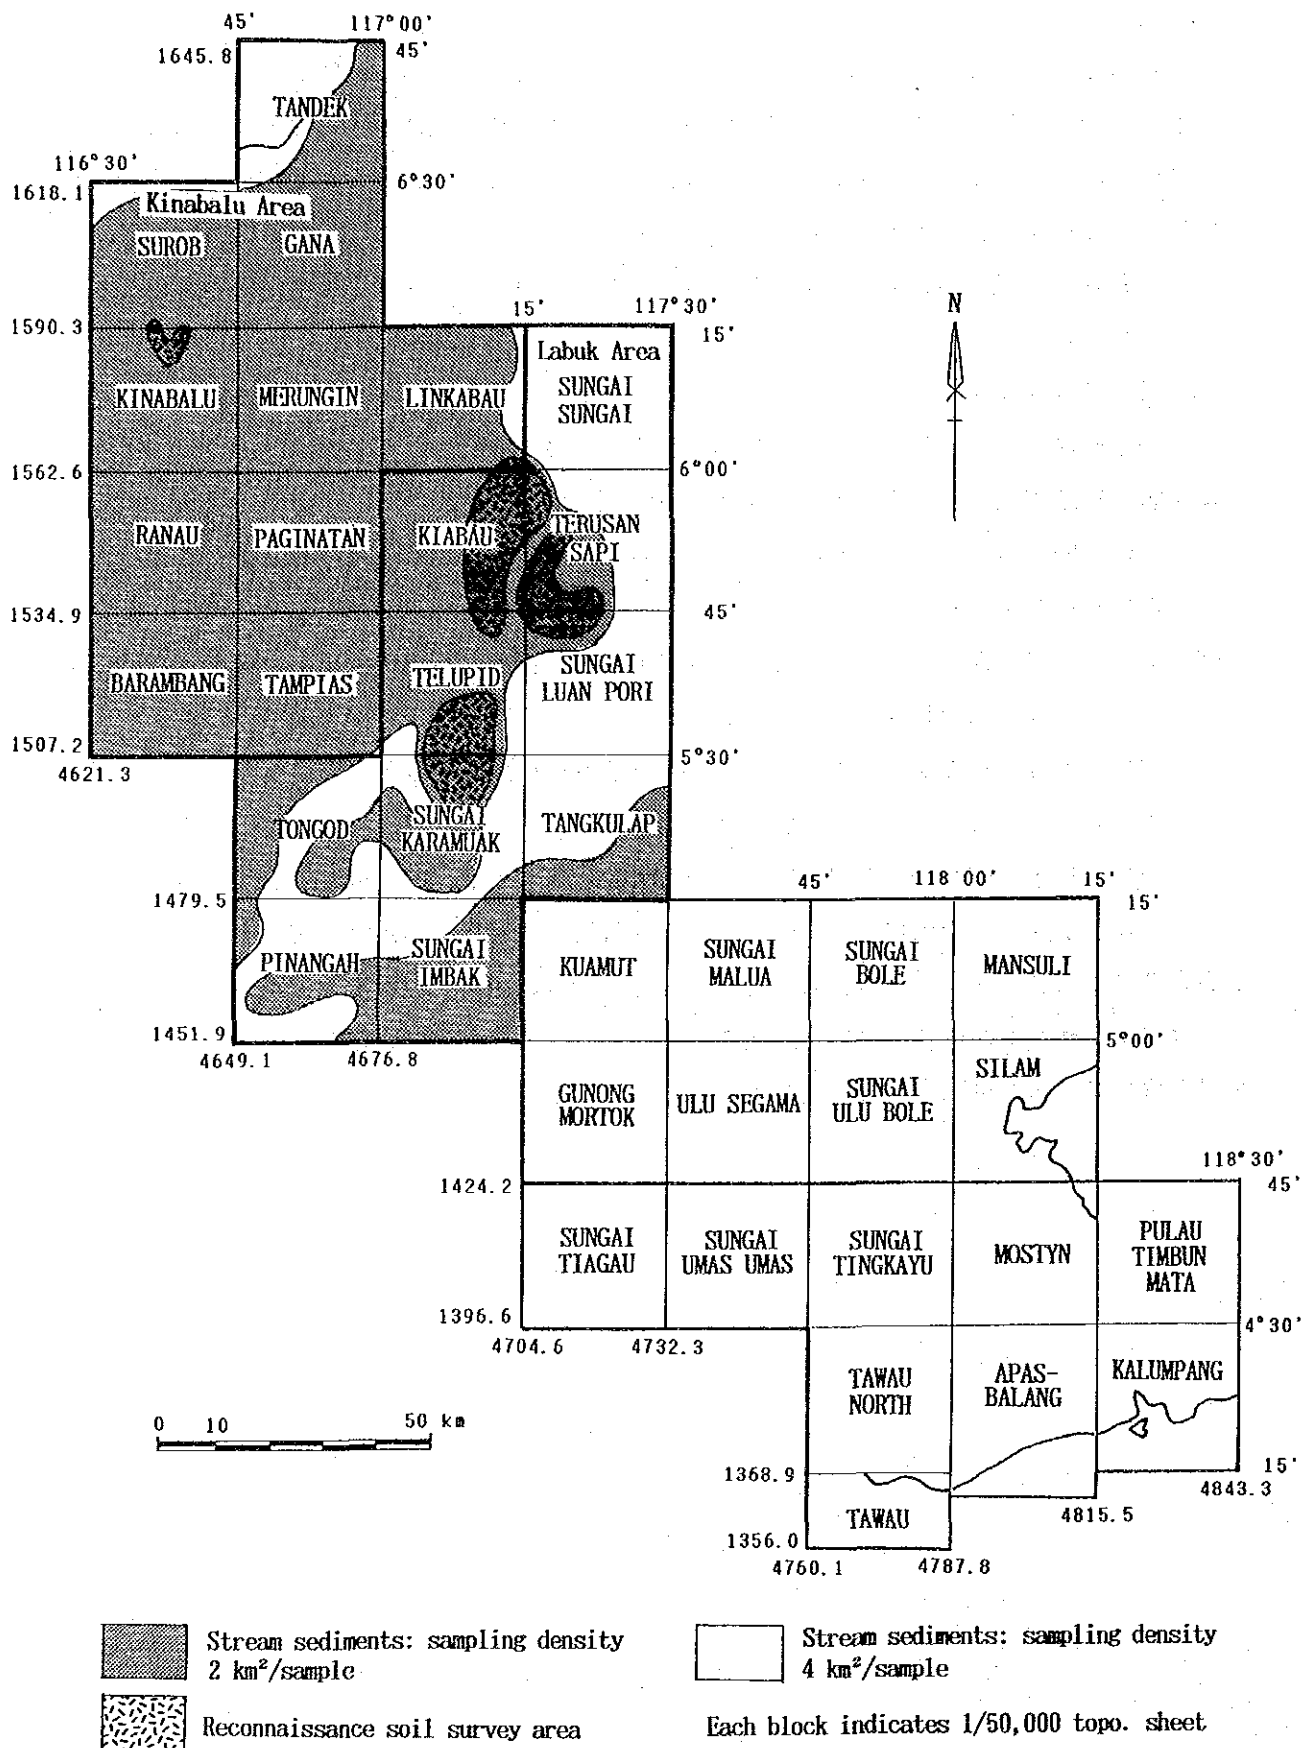 45'
117°00'
1645.8
45'
TANDEK
116°30'
1618.1
6°30'
Kinabalu Area
SUROB
GANA
15'
117°30'
1590.3
15'
Labuk Area
SUNGAI
SUNGAI
KINABALU
MERUNGIN
LINKABAU
1562.6
6°00'
RANAU
PAGINATAN
KIABAU
TERUSAN
SAPI
1534.9
45'
BARAMBANG
TAMPIAS
TELUPID
SUNGAI
LUAN PORI
1507.2
5°30'
4621.3
TONGOD
SUNGAI
KARAMUAK
TANGKULAP
45'
118°00'
15'
1479.5
15'
PINANGAH
SUNGAI
IMBAK
KUAMUT
SUNGAI
MALUA
SUNGAI
BOLE
MANSULI
1451.9
5°00'
4649.1
4676.8
GUNONG
MORTOK
ULU SEGAMA
SUNGAI
ULU BOLE
SILAM
118°30'
1424.2
45'
SUNGAI
TIAGAU
SUNGAI
UMAS UMAS
SUNGAI
TINGKAYU
MOSTYN
PULAU
TIMBUN
MATA
1396.6
4°30'
4704.6
4732.3
TAWAU
NORTH
APAS-
BALANG
KALUMPANG
N
0 10 50 km
1368.9
15'
4843.3
TAWAU
4815.5
1356.0
4760.1
4787.8
Stream sediments: sampling density
2 km²/sample
Stream sediments: sampling density
4 km²/sample
Reconnaissance soil survey area
Each block indicates 1/50,000 topo. sheet